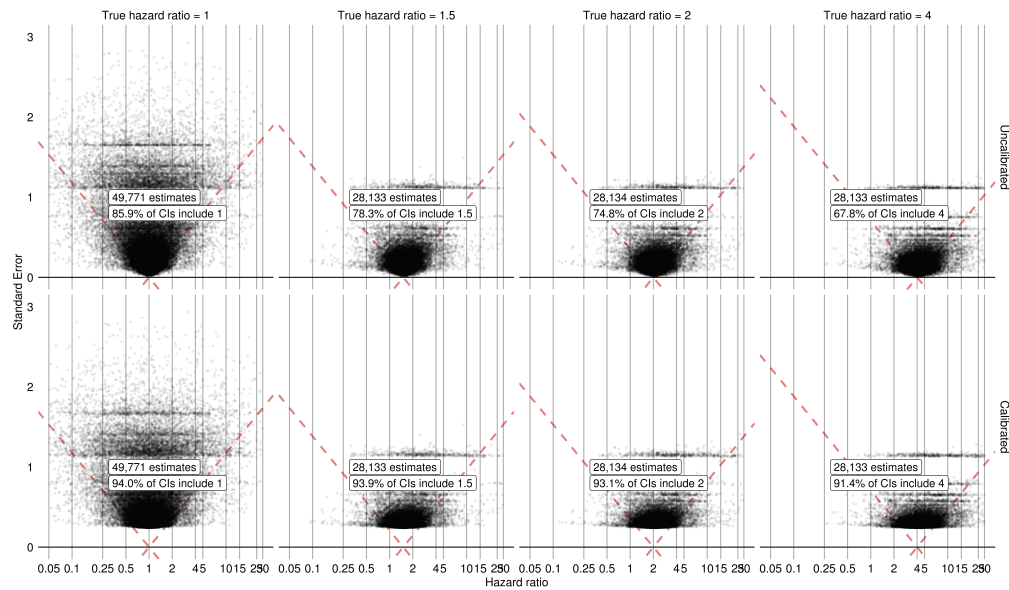 True hazard ratio = 1 True hazard ratio = 1.5 True hazard ratio = 2 True hazard ratio = 4
3
2
1
0
49,771 estimates
85.9% of CIs include 1
28,133 estimates
78.3% of CIs include 1.5
28,134 estimates
74.8% of CIs include 2
28,133 estimates
67.8% of CIs include 4
Uncalibrated
Standard Error
3
2
1
0
49,771 estimates
94.0% of CIs include 1
28,133 estimates
93.9% of CIs include 1.5
28,134 estimates
93.1% of CIs include 2
28,133 estimates
91.4% of CIs include 4
Calibrated
0.05 0.1 0.25 0.5 1 2 4 5 10 15 25 30 0.05 0.1 0.25 0.5 1 2 4 5 10 15 25 30 0.05 0.1 0.25 0.5 1 2 4 5 10 15 25 30 0.05 0.1 0.25 0.5 1 2 4 5 10 15 25 30
Hazard ratio